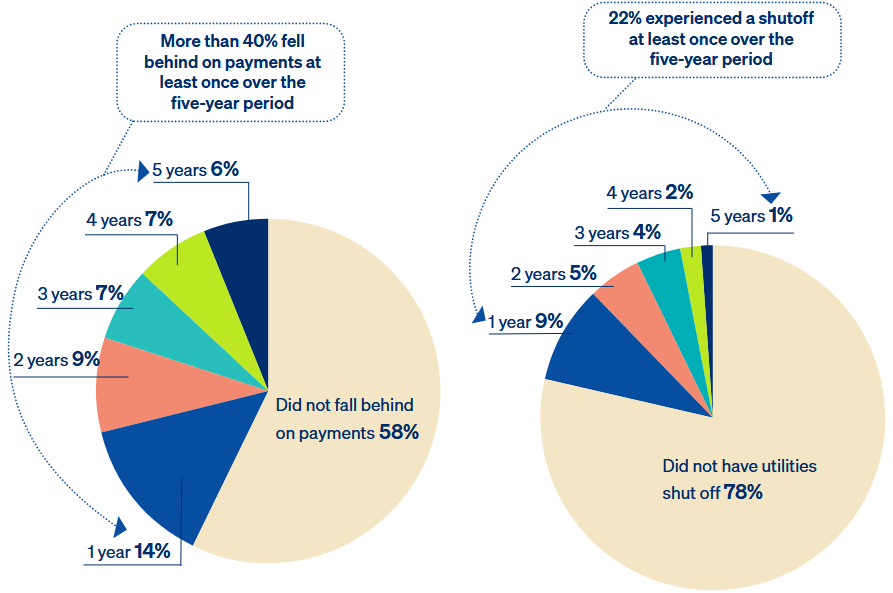 More than 40% fell
behind on payments at
least once over the
five-year period
5 years 6%
4 years 7%
3 years 7%
2 years 9%
1 year 14%
Did not fall behind
on payments 58%
22% experienced a shutoff
at least once over the
five-year period
4 years 2%
5 years 1%
3 years 4%
2 years 5%
1 year 9%
Did not have utilities
shut off 78%